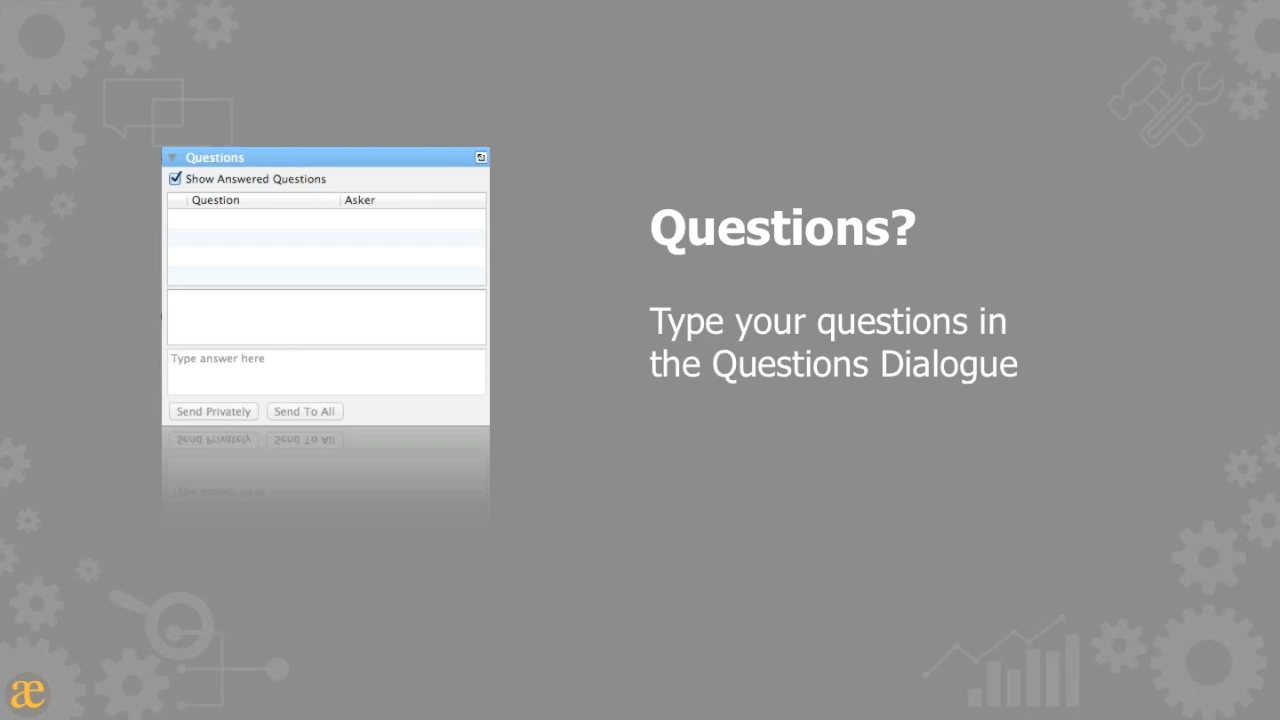 Questions
Show Answered Questions
Question Asker
Type answer here
Send Privately Send To All
Questions?
Type your questions in
the Questions Dialogue
æ